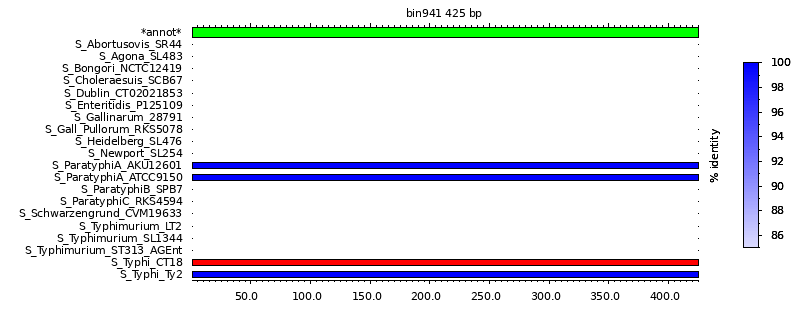 bin941 425 bp
*annot*
S_Abortusovis_SR44
S_Agona_SL483
S_Bongori_NCTC12419
S_Choleraesuis_SCB67
S_Dublin_CT02021853
S_Enteritidis_P125109
S_Gallinarum_28791
S_Gall_Pullorum_RKS5078
S_Heidelberg_SL476
S_Newport_SL254
S_ParatyphiA_AKU12601
S_ParatyphiA_ATCC9150
S_ParatyphiB_SPB7
S_ParatyphiC_RKS4594
S_Schwarzengrund_CVM19633
S_Typhimurium_LT2
S_Typhimurium_SL1344
S_Typhimurium_ST313_AGEnt
S_Typhi_CT18
S_Typhi_Ty2
50.0 100.0 150.0 200.0 250.0 300.0 350.0 400.0
% identity
100
98
96
94
92
90
88
86